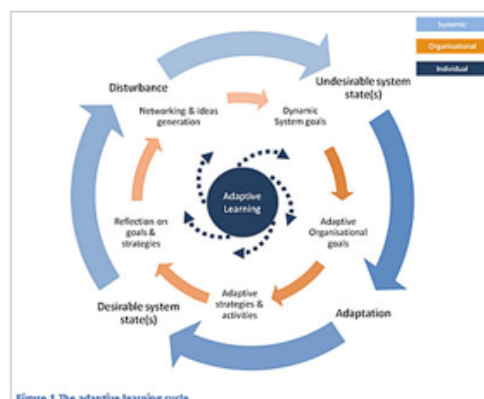 Systemic
Organisational
Individual
Disturbance
Undesirable system
state(s)
Networking & ideas
generation
Dynamic
System goals
Adaptive
Learning
Reflection on
goals &
strategies
Adaptive
Organisational
goals
Desirable system
state(s)
Adaptive
strategies &
activities
Adaptation
Figure 1 The adaptive learning cycle